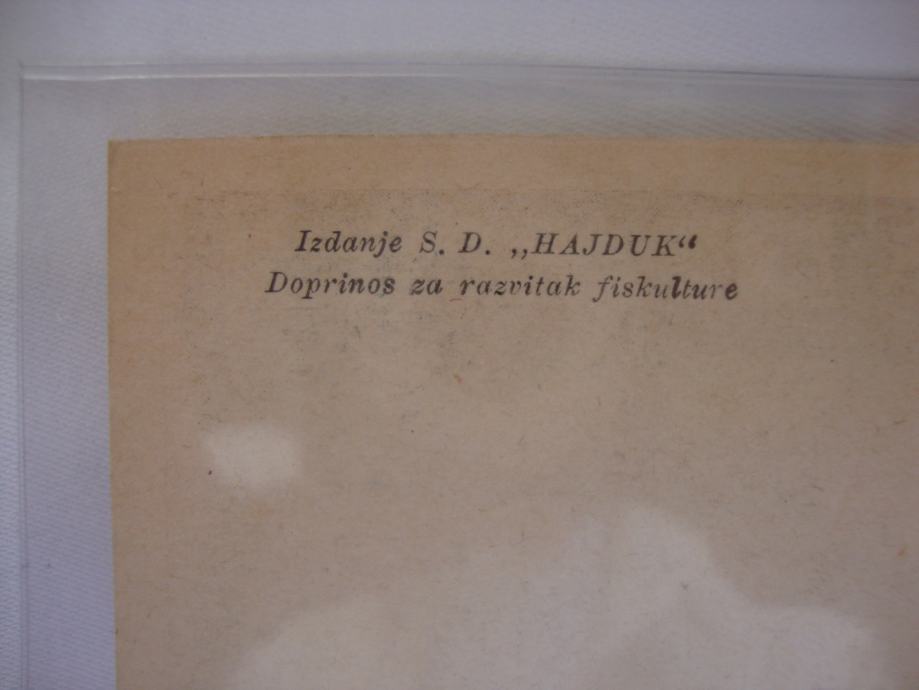 Izdanje S. D. „HAJDUK“
Doprinos za razvitak fiskulture